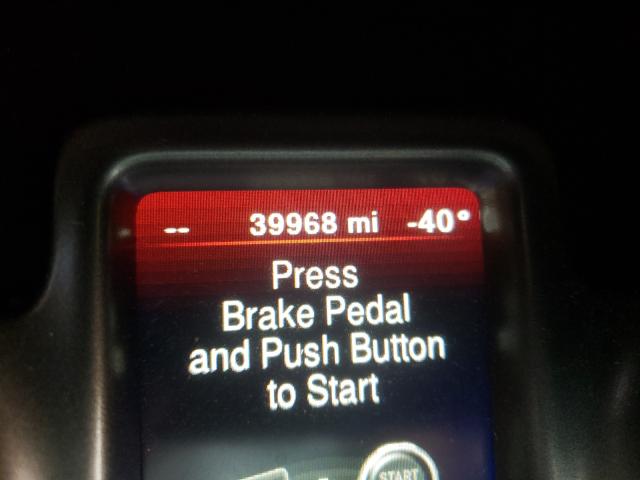 -- 39968 mi -40°
Press
Brake Pedal
and Push Button
to Start
START